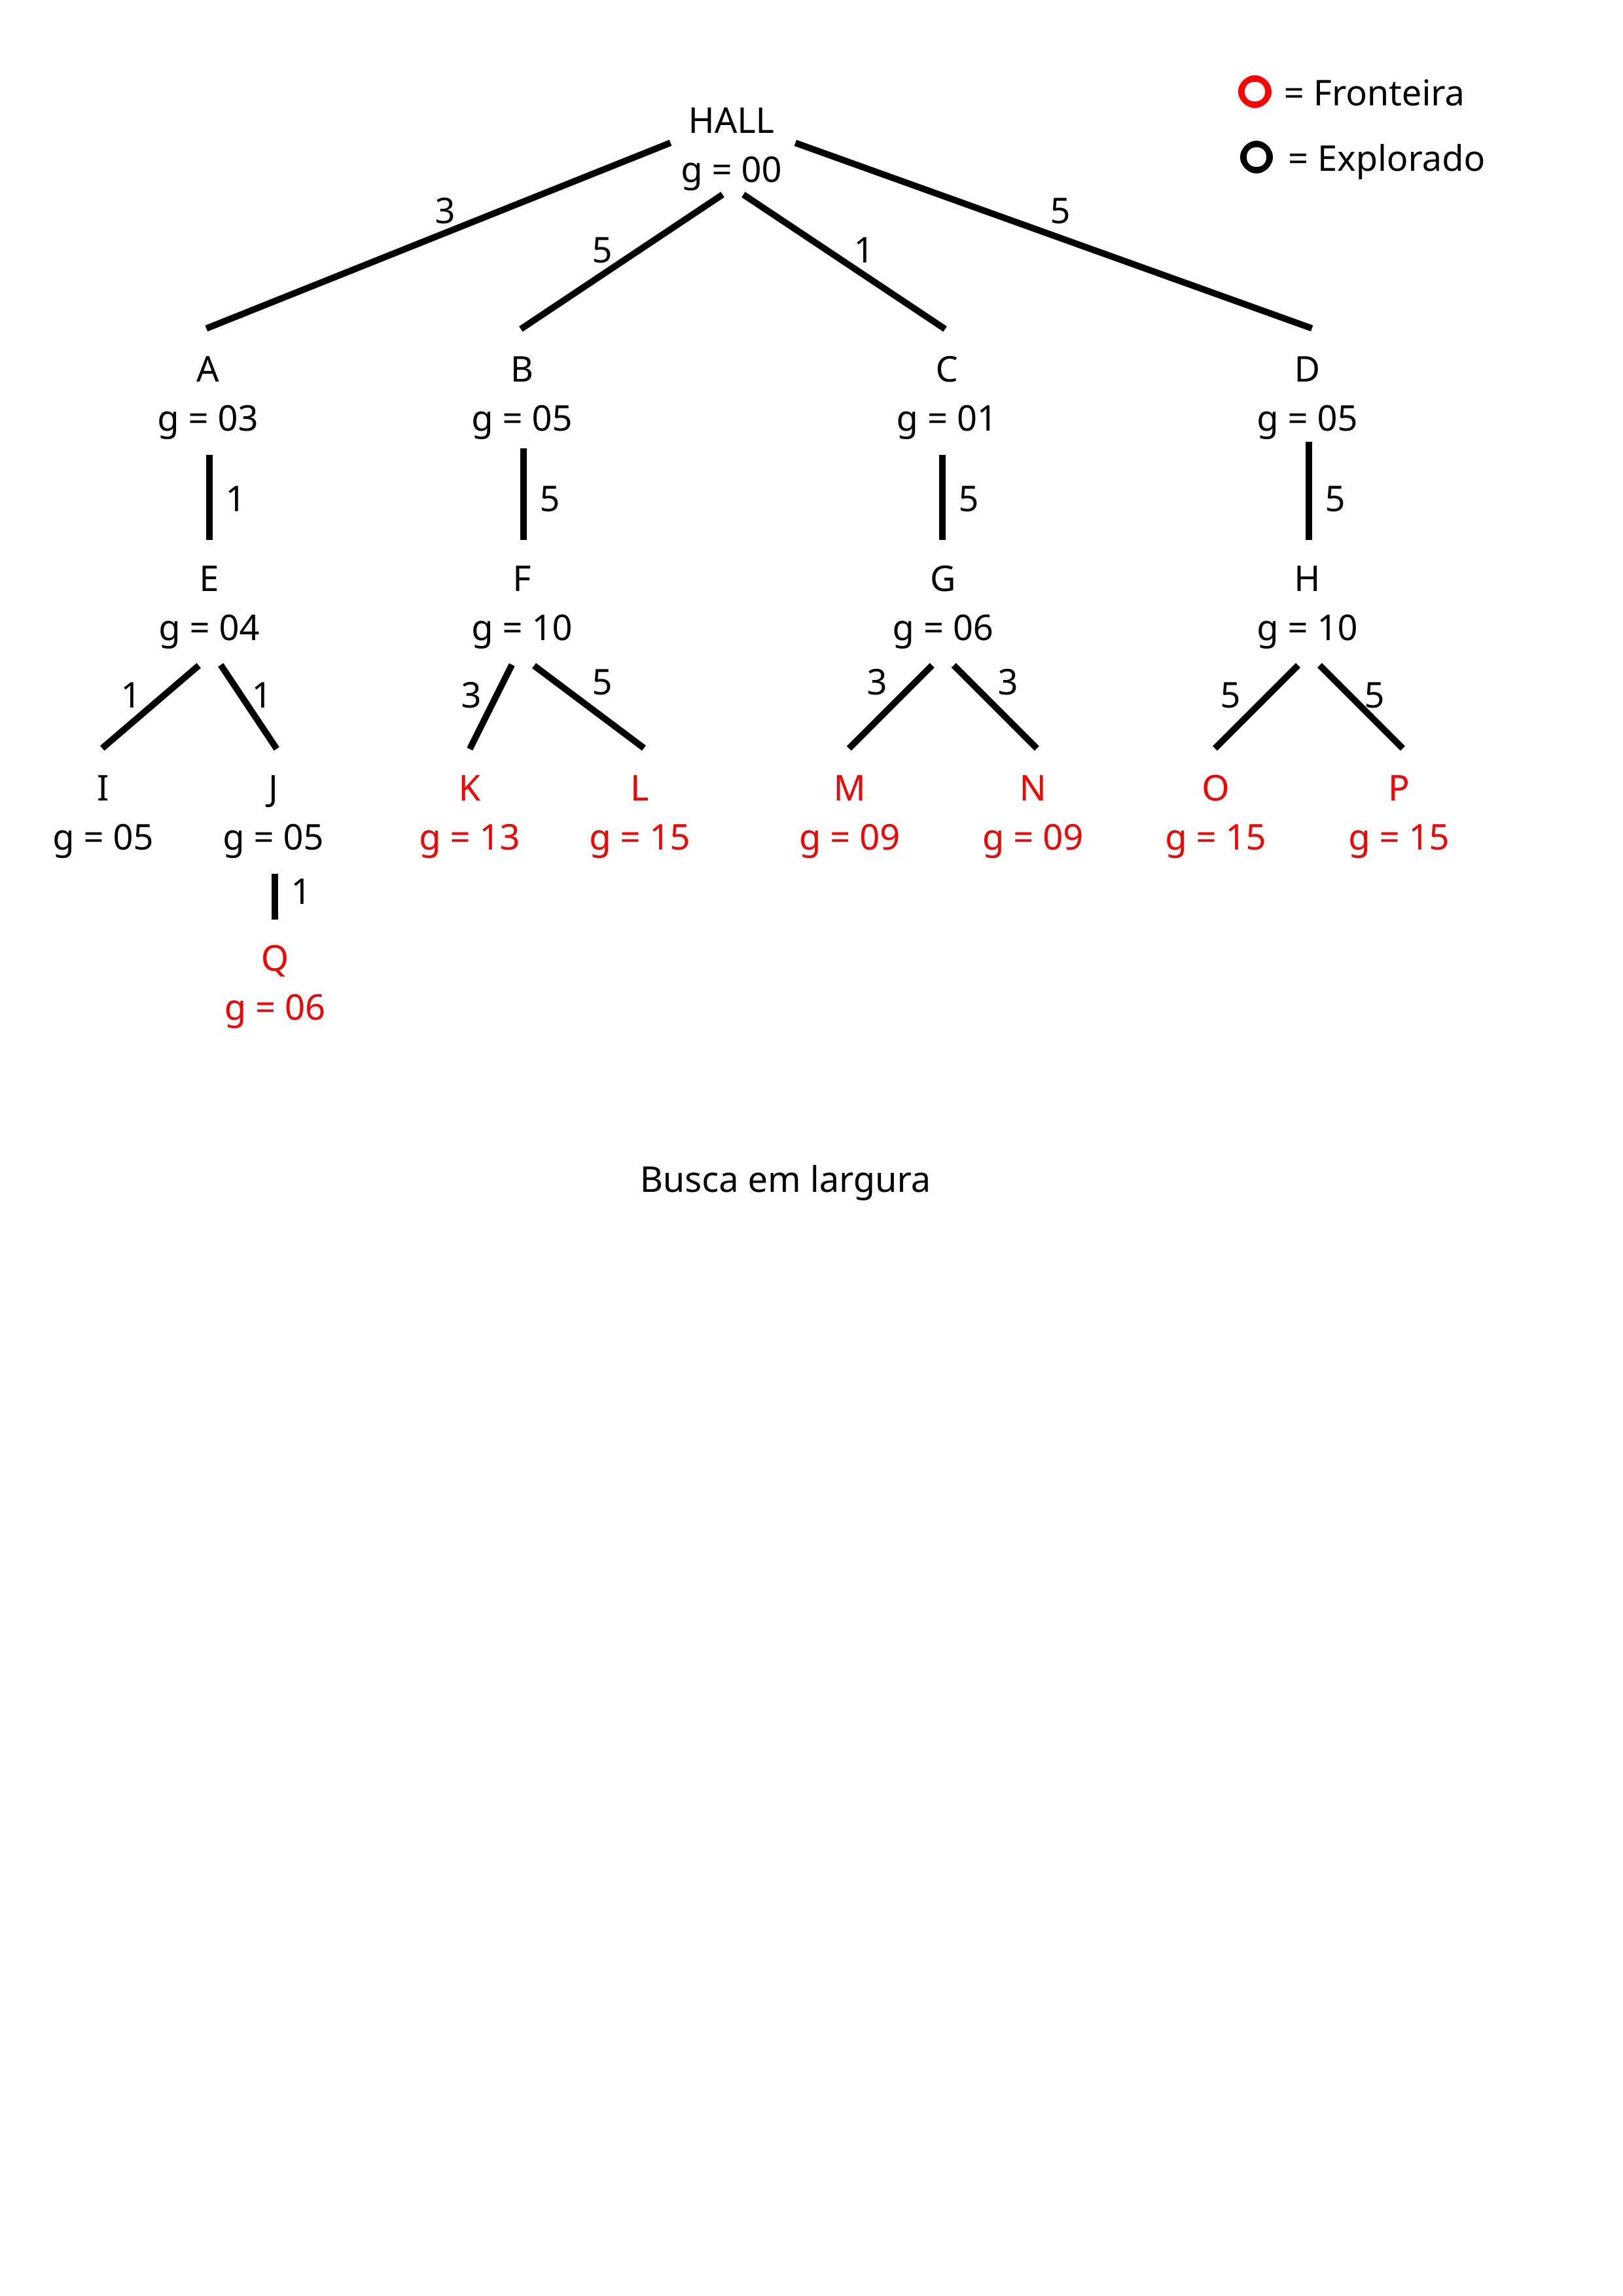 = Fronteira
HALL
= Explorado
g = 00
3
5
5
1
A
B
C
D
g = 03
g = 05
g = 01
g = 05
1
5
5
5
E
F
G
H
g = 04
g = 10
g = 06
g = 10
1
1
3
5
3
3
5
5
I
J
K
L
M
N
O
P
g = 05
g = 05
g = 13
g = 15
g = 09
g = 09
g = 15
g = 15
1
Q
g = 06
Busca em largura